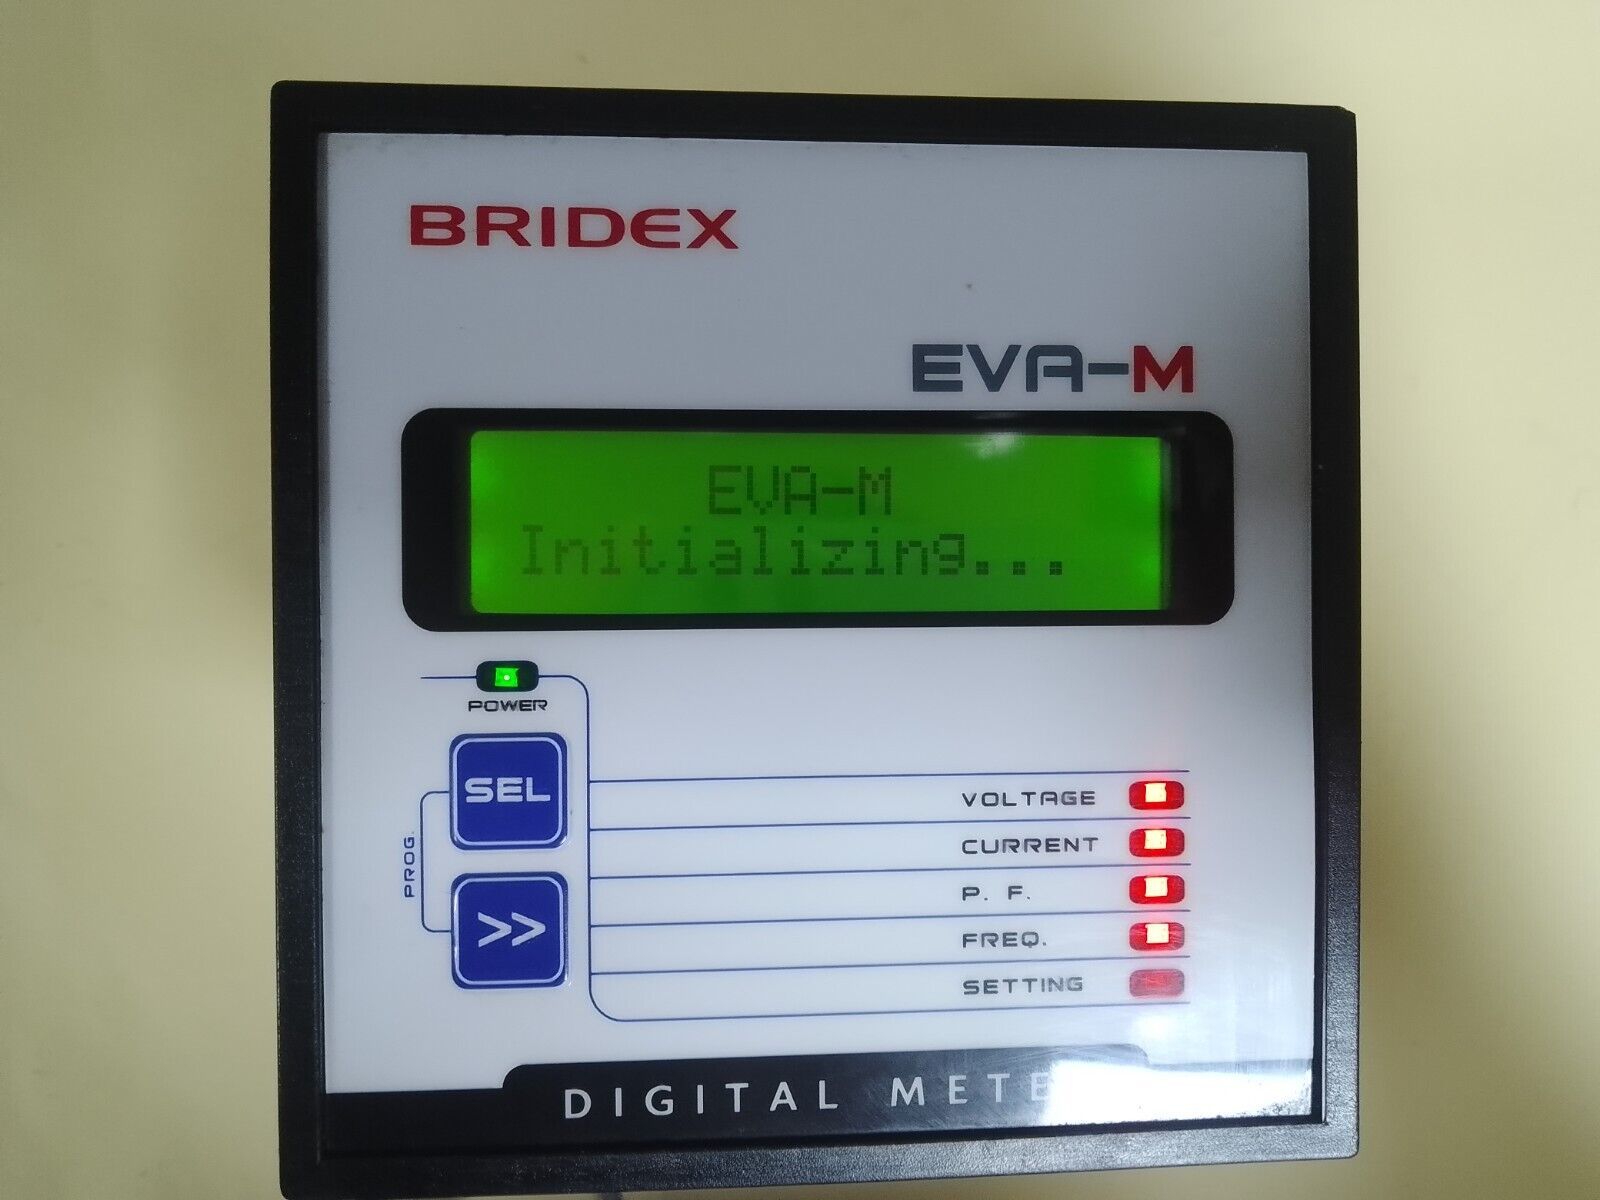 BRIDEX
EVA-M
EVA-M
Initializing...
POWER
SEL
PROG.
>>
VOLTAGE
CURRENT
P. F.
FREQ.
SETTING
DIGITAL METE